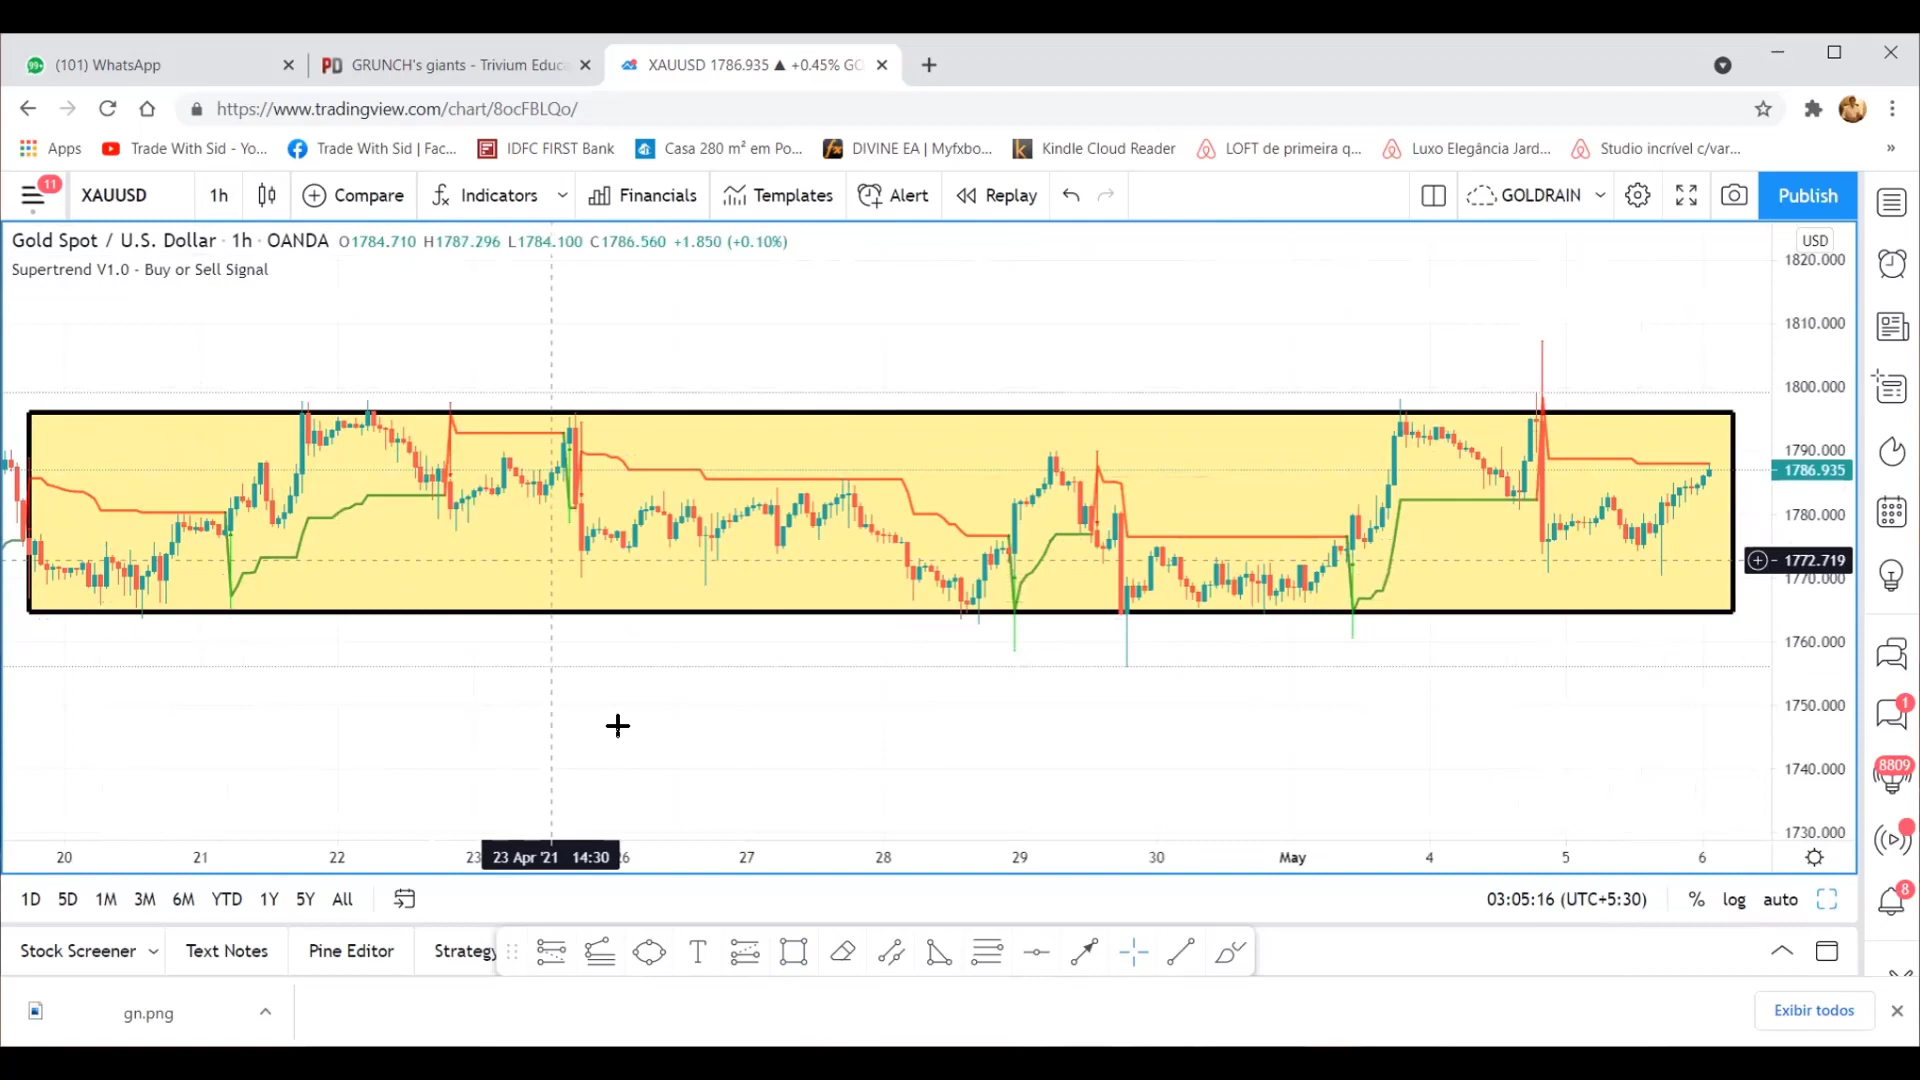 (101) WhatsApp
GRUNCH's giants - Trivium Educ
XAUUSD 1786.935 ▲ +0.45% GO
https://www.tradingview.com/chart/8ocFBLQo/
Apps
Trade With Sid - Yo...
Trade With Sid | Fac...
IDFC FIRST Bank
Casa 280 m² em Po...
DIVINE EA | Myfxbo...
Kindle Cloud Reader
LOFT de primeira q...
Luxo Elegância Jard...
Studio incrível c/var...
»
11
XAUUSD
1h
Compare
Indicators
Financials
Templates
Alert
Replay
GOLDRAIN
Publish
Gold Spot / U.S. Dollar · 1h · OANDA O1784.710 H1787.296 L1784.100 C1786.560 +1.850 (+0.10%)
Supertrend V1.0 - Buy or Sell Signal
USD
1820.000
1810.000
1800.000
1790.000
1786.935
1780.000
1772.719
1770.000
1760.000
1750.000
1740.000
1730.000
20
21
22
23
23 Apr '21 14:30
26
27
28
29
30
May
4
5
6
1D 5D 1M 3M 6M YTD 1Y 5Y All
03:05:16 (UTC+5:30)
%
log
auto
1
8809
8
Stock Screener
Text Notes
Pine Editor
Strategy
gn.png
Exibir todos